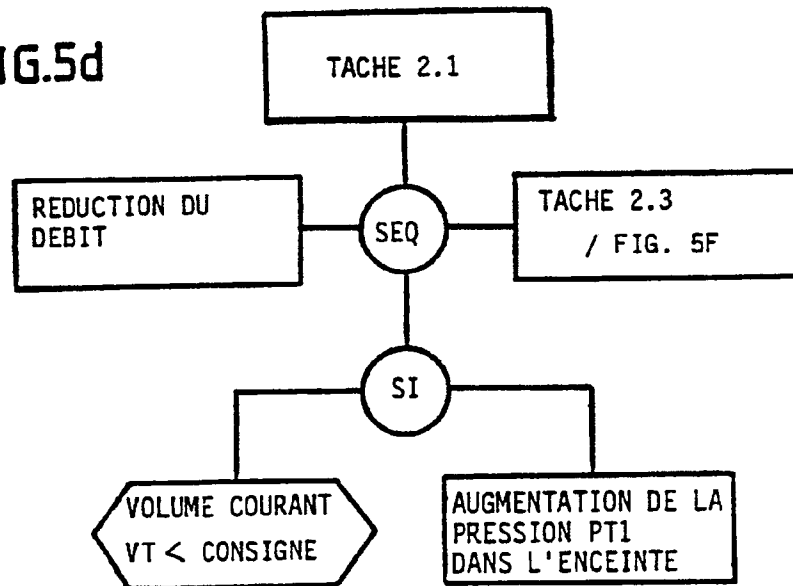 IG.5d
TACHE 2.1
REDUCTION DU
DEBIT
SEQ
TACHE 2.3
/ FIG. 5F
SI
VOLUME COURANT
VT < CONSIGNE
AUGMENTATION DE LA
PRESSION PT1
DANS L'ENCEINTE